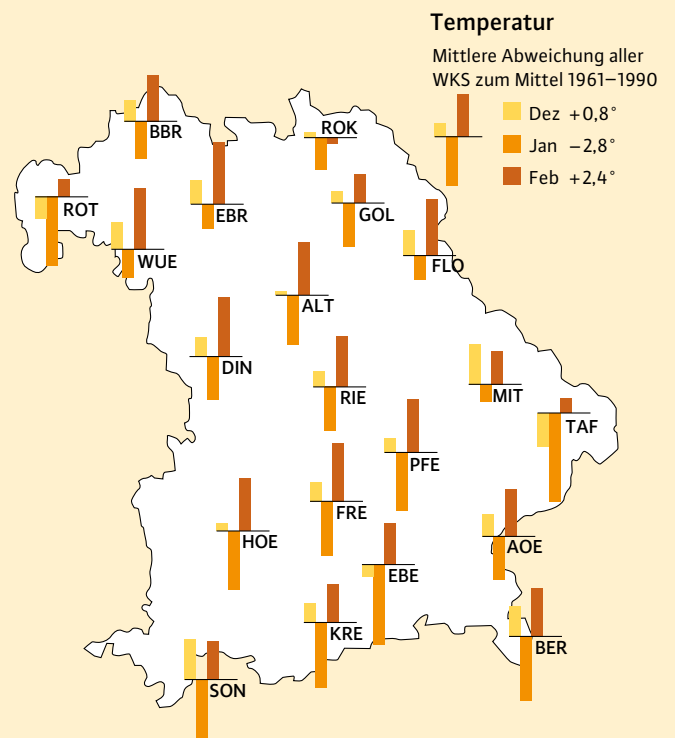 Temperatur
Mittlere Abweichung aller
WKS zum Mittel 1961–1990
Dez +0,8°
Jan −2,8°
Feb +2,4°
BBR
ROK
ROT
EBR
GOL
WUE
FLO
ALT
DIN
RIE
MIT
TAF
PFE
FRE
HOE
AOE
EBE
KRE
BER
SON